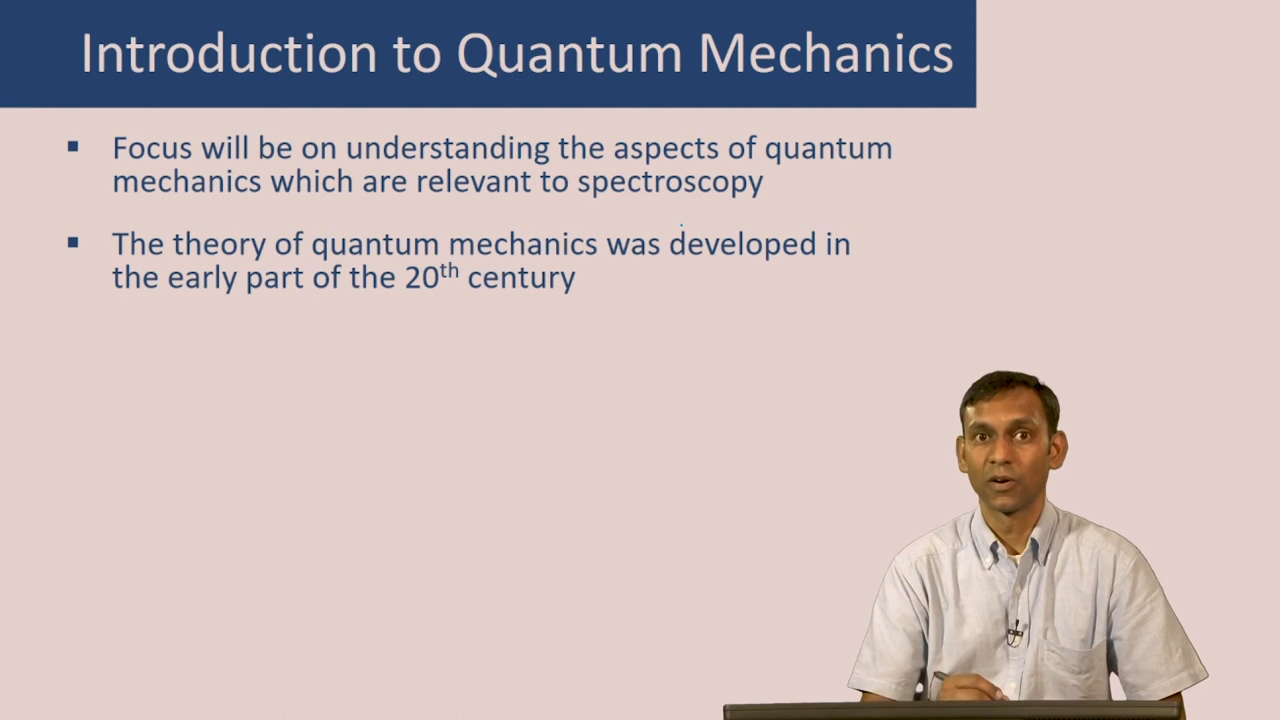 Introduction to Quantum Mechanics
▪ Focus will be on understanding the aspects of quantum
mechanics which are relevant to spectroscopy
▪ The theory of quantum mechanics was developed in
the early part of the 20th century